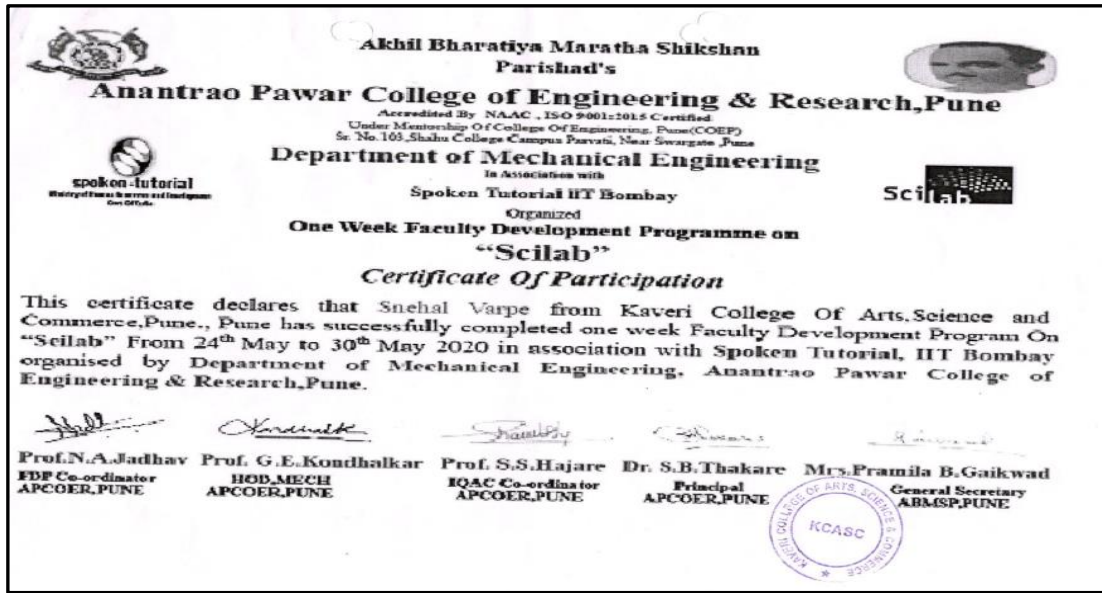 Akhil Bharatiya Maratha Shikshan
Parishad's
Anantrao Pawar College of Engineering & Research,Pune
Accredited By NAAC , ISO 9001:2015 Certified
Under Mentorship Of College Of Engineering, Pune(COEP)
Sr. No.103,Shahu College Campus Parvati, Near Swargate ,Pune
Department of Mechanical Engineering
In Association with
spoken-tutorial
Spoken Tutorial IIT Bombay
Scilab
Organized
One Week Faculty Development Programme on
“Scilab”
Certificate Of Participation
This certificate declares that Snehal Varpe from Kaveri College Of Arts,Science and
Commerce,Pune., Pune has successfully completed one week Faculty Development Program On
“Scilab” From 24th May to 30th May 2020 in association with Spoken Tutorial, IIT Bombay
organised by Department of Mechanical Engineering, Anantrao Pawar College of
Engineering & Research,Pune.
Prof.N.A.Jadhav Prof. G.E.Kondhalkar Prof. S.S.Hajare Dr. S.B.Thakare Mrs.Pramila B.Gaikwad
FDP Co-ordinator HOD,MECH IQAC Co-ordinator Principal General Secretary
APCOER,PUNE APCOER,PUNE APCOER,PUNE APCOER,PUNE ABMSP,PUNE
KAVERI COLLEGE OF ARTS, SCIENCE & COMMERCE
KCASC